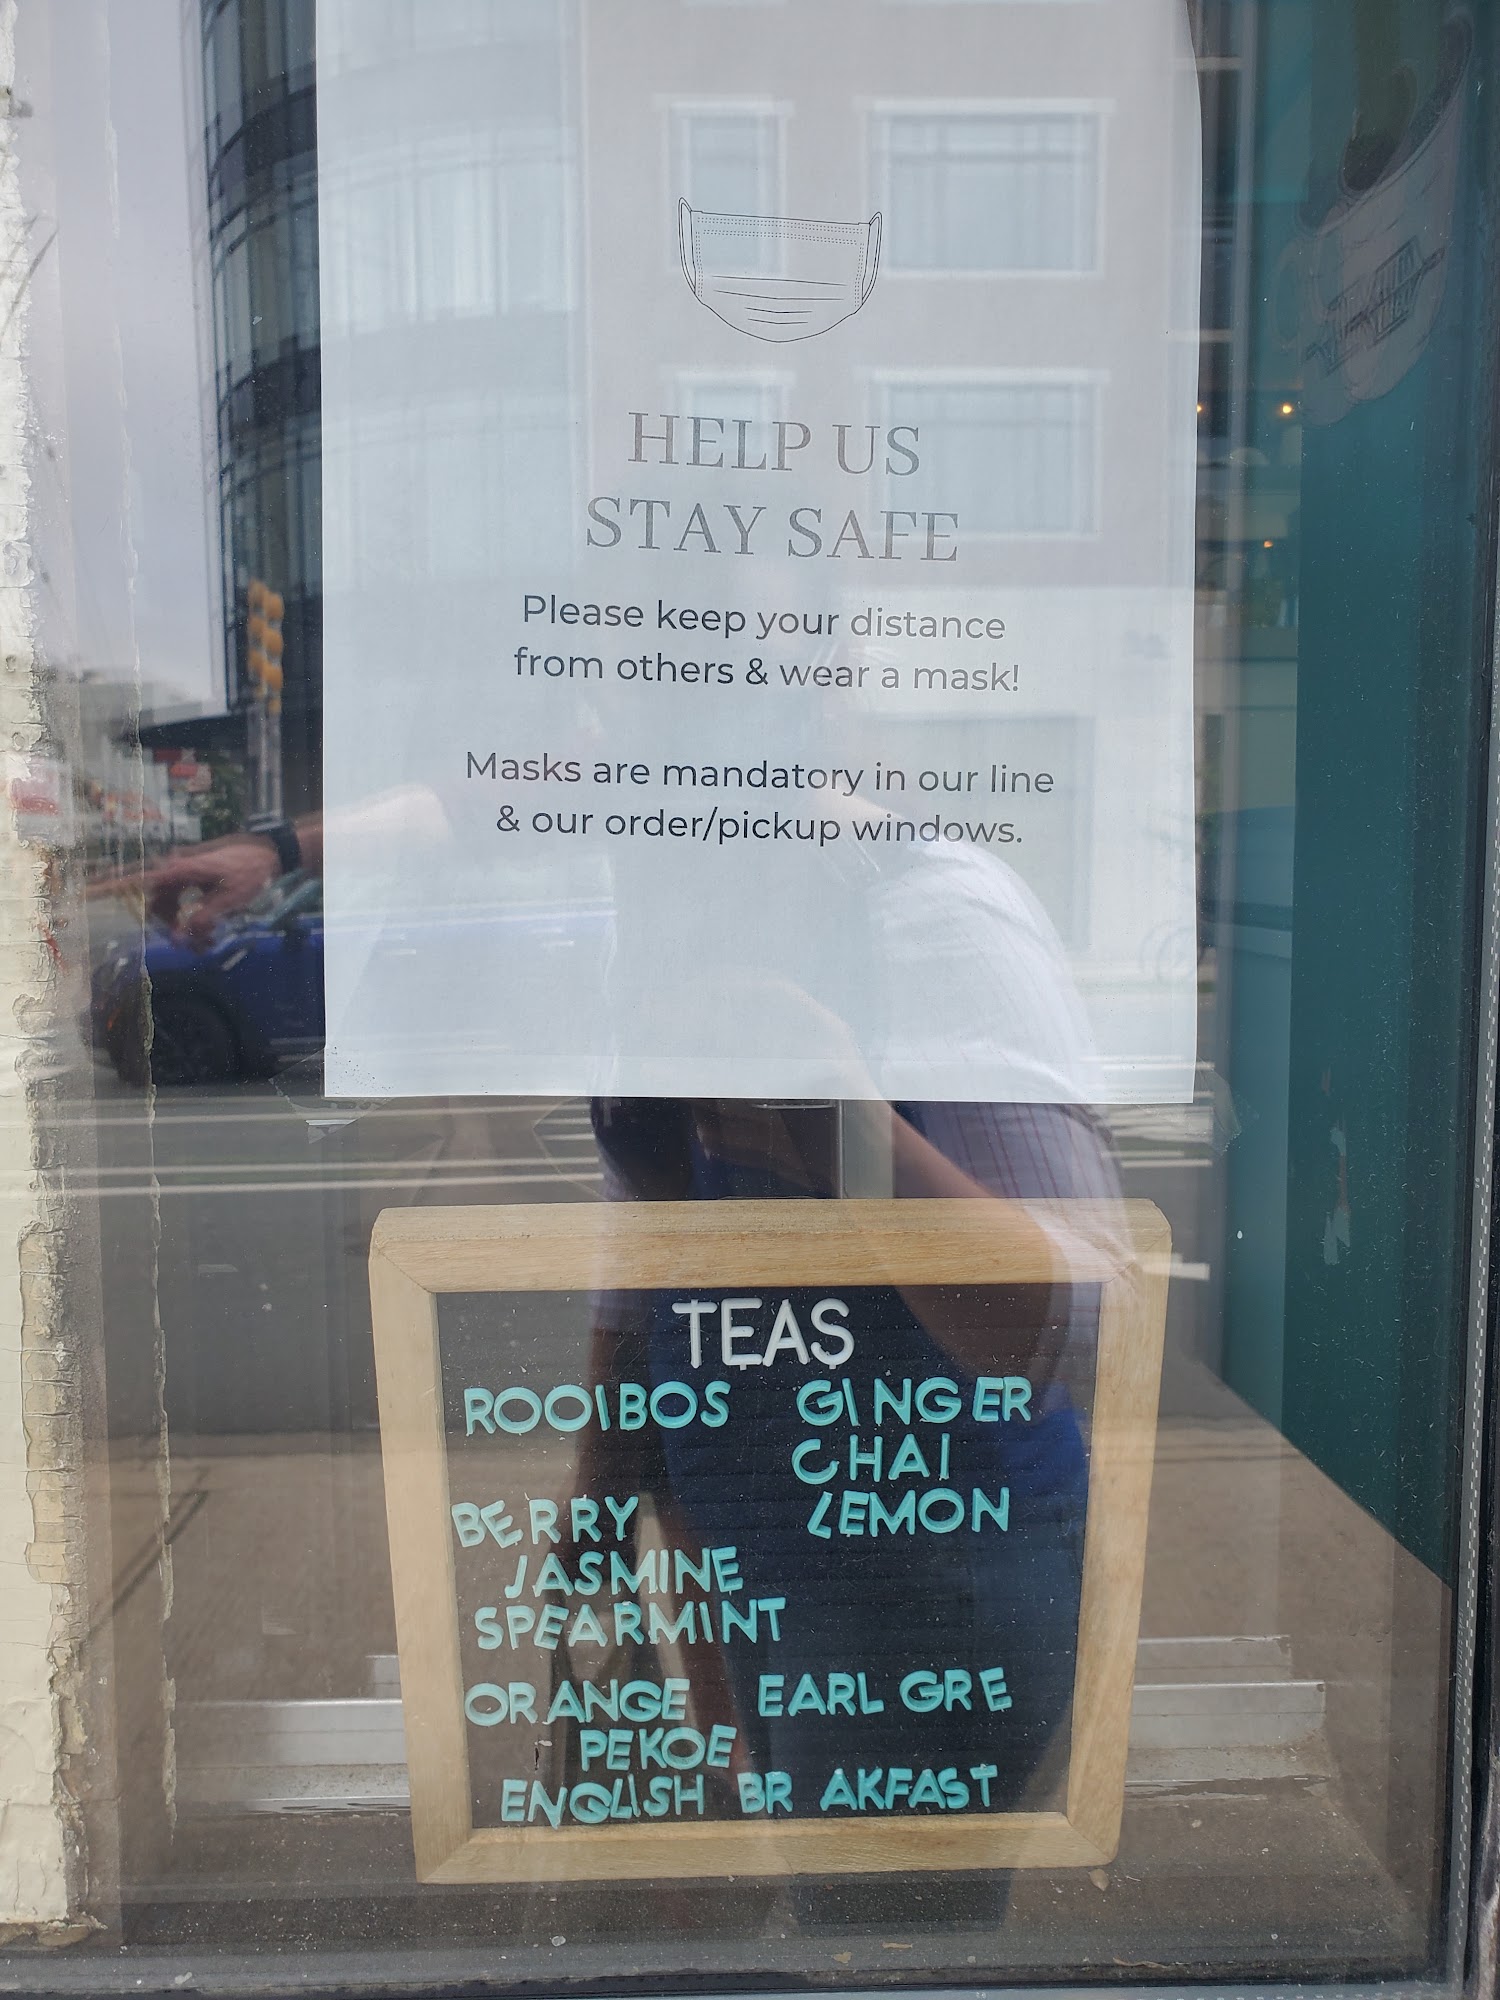 HELP US
STAY SAFE
Please keep your distance
from others & wear a mask!
Masks are mandatory in our line
& our order/pickup windows.
TEAS
ROOIBOS GINGER
CHAI
BERRY LEMON
JASMINE
SPEARMINT
ORANGE EARL GRE
PEKOE
ENGLISH BR AKFAST